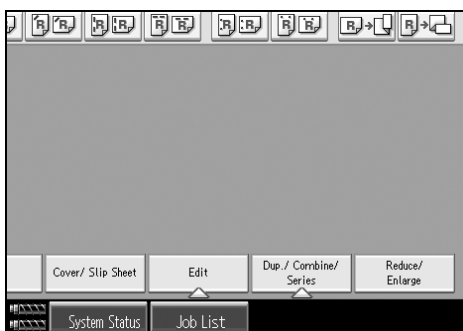 R R R R R R R R R R R R
Cover/ Slip Sheet
Edit
Dup./ Combine/
Series
Reduce/
Enlarge
System Status
Job List